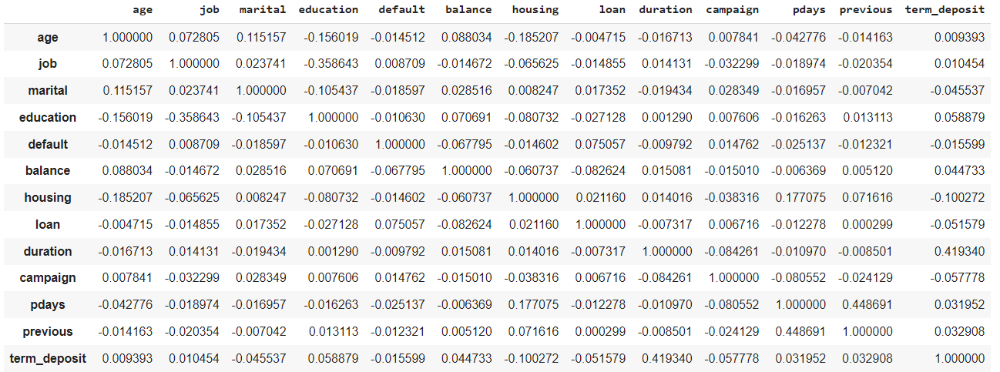 age job marital education default balance housing loan duration campaign pdays previous term_deposit
age 1.000000 0.072805 0.115157 -0.156019 -0.014512 0.088034 -0.185207 -0.004715 -0.016713 0.007841 -0.042776 -0.014163 0.009393
job 0.072805 1.000000 0.023741 -0.358643 0.008709 -0.014672 -0.065625 -0.014855 0.014131 -0.032299 -0.018974 -0.020354 0.010454
marital 0.115157 0.023741 1.000000 -0.105437 -0.018597 0.028516 0.008247 0.017352 -0.019434 0.028349 -0.016957 -0.007042 -0.045537
education -0.156019 -0.358643 -0.105437 1.000000 -0.010630 0.070691 -0.080732 -0.027128 0.001290 0.007606 -0.016263 0.013113 0.058879
default -0.014512 0.008709 -0.018597 -0.010630 1.000000 -0.067795 -0.014602 0.075057 -0.009792 0.014762 -0.025137 -0.012321 -0.015599
balance 0.088034 -0.014672 0.028516 0.070691 -0.067795 1.000000 -0.060737 -0.082624 0.015081 -0.015010 -0.006369 0.005120 0.044733
housing -0.185207 -0.065625 0.008247 -0.080732 -0.014602 -0.060737 1.000000 0.021160 0.014016 -0.038316 0.177075 0.071616 -0.100272
loan -0.004715 -0.014855 0.017352 -0.027128 0.075057 -0.082624 0.021160 1.000000 -0.007317 0.006716 -0.012278 0.000299 -0.051579
duration -0.016713 0.014131 -0.019434 0.001290 -0.009792 0.015081 0.014016 -0.007317 1.000000 -0.084261 -0.010970 -0.008501 0.419340
campaign 0.007841 -0.032299 0.028349 0.007606 0.014762 -0.015010 -0.038316 0.006716 -0.084261 1.000000 -0.080552 -0.024129 -0.057778
pdays -0.042776 -0.018974 -0.016957 -0.016263 -0.025137 -0.006369 0.177075 -0.012278 -0.010970 -0.080552 1.000000 0.448691 0.031952
previous -0.014163 -0.020354 -0.007042 0.013113 -0.012321 0.005120 0.071616 0.000299 -0.008501 -0.024129 0.448691 1.000000 0.032908
term_deposit 0.009393 0.010454 -0.045537 0.058879 -0.015599 0.044733 -0.100272 -0.051579 0.419340 -0.057778 0.031952 0.032908 1.000000